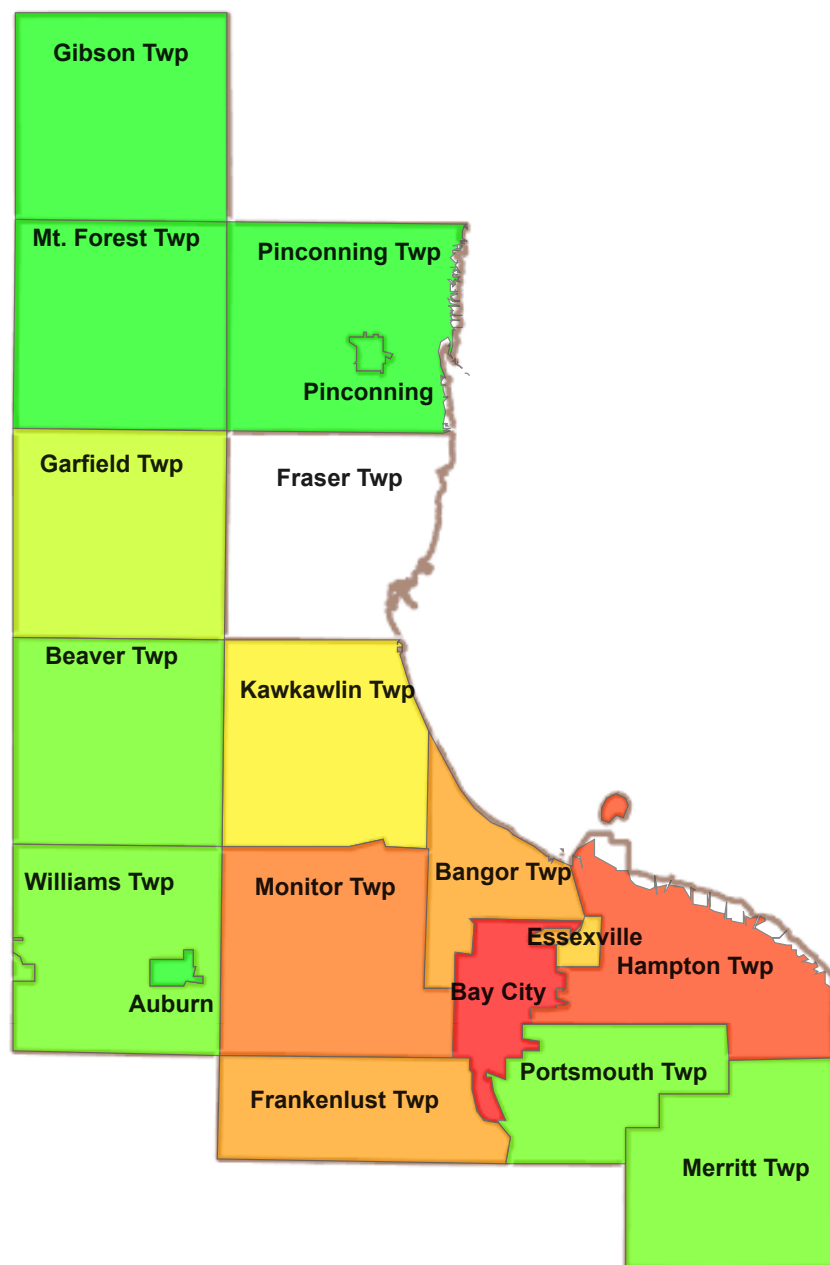 Gibson Twp
Mt. Forest Twp
Pinconning Twp
Pinconning
Garfield Twp
Fraser Twp
Beaver Twp
Kawkawlin Twp
Williams Twp
Monitor Twp
Bangor Twp
Essexville
Hampton Twp
Auburn
Bay City
Frankenlust Twp
Portsmouth Twp
Merritt Twp